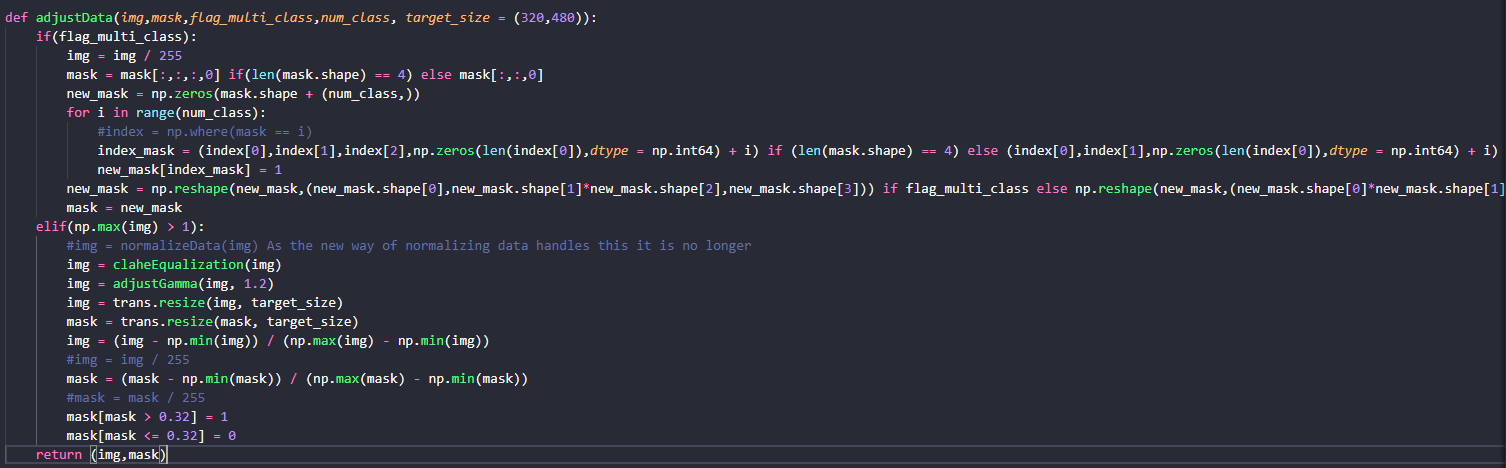 def adjustData(img,mask,flag_multi_class,num_class, target_size = (320,480)):
if(flag_multi_class):
img = img / 255
mask = mask[:,:,:,0] if(len(mask.shape) == 4) else mask[:,:,0]
new_mask = np.zeros(mask.shape + (num_class,))
for i in range(num_class):
#index = np.where(mask == i)
index_mask = (index[0],index[1],index[2],np.zeros(len(index[0]),dtype = np.int64) + i) if (len(mask.shape) == 4) else (index[0],index[1],np.zeros(len(index[0]),dtype = np.int64) + i)
new_mask[index_mask] = 1
new_mask = np.reshape(new_mask,(new_mask.shape[0],new_mask.shape[1]*new_mask.shape[2],new_mask.shape[3])) if flag_multi_class else np.reshape(new_mask,(new_mask.shape[0]*new_mask.shape[1]
mask = new_mask
elif(np.max(img) > 1):
#img = normalizeData(img) As the new way of normalizing data handles this it is no longer
img = claheEqualization(img)
img = adjustGamma(img, 1.2)
img = trans.resize(img, target_size)
mask = trans.resize(mask, target_size)
img = (img - np.min(img)) / (np.max(img) - np.min(img))
#img = img / 255
mask = (mask - np.min(mask)) / (np.max(mask) - np.min(mask))
#mask = mask / 255
mask[mask > 0.32] = 1
mask[mask <= 0.32] = 0
return (img,mask)